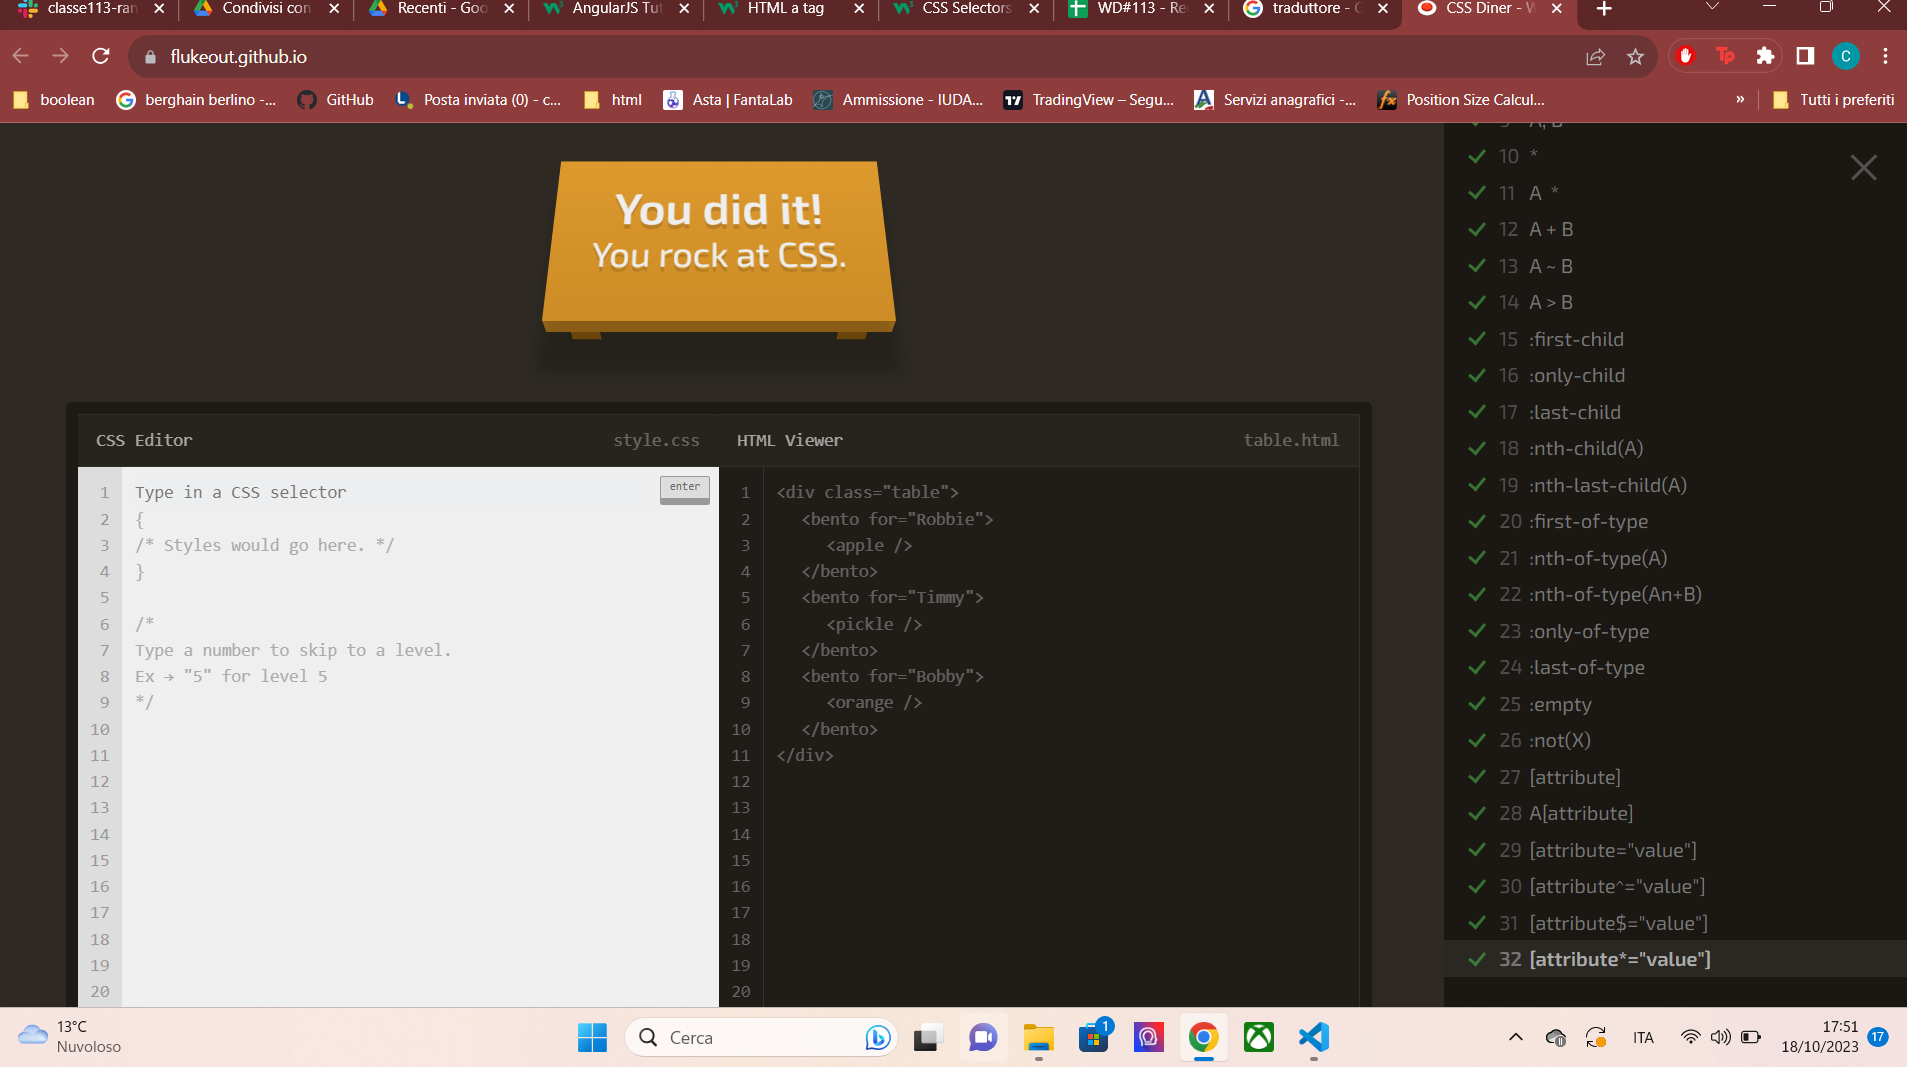 classe113-ran
Condividi con
Recenti - Goo
AngularJS Tut
HTML a tag
CSS Selectors
WD#113 - Re
traduttore - C
CSS Diner - W
flukeout.github.io
Tp
C
boolean
berghain berlino -...
GitHub
Posta inviata (0) - c...
html
Asta | FantaLab
Ammissione - IUDA...
TradingView – Segu...
Servizi anagrafici -...
Position Size Calcul...
»
Tutti i preferiti
You did it!
You rock at CSS.
CSS Editor
style.css
HTML Viewer
table.html
enter
1 Type in a CSS selector
2 {
3 /* Styles would go here. */
4 }
5
6 /*
7 Type a number to skip to a level.
8 Ex → "5" for level 5
9 */
10
11
12
13
14
15
16
17
18
19
20
1 <div class="table">
2 <bento for="Robbie">
3 <apple />
4 </bento>
5 <bento for="Timmy">
6 <pickle />
7 </bento>
8 <bento for="Bobby">
9 <orange />
10 </bento>
11 </div>
12
13
14
15
16
17
18
19
20
9 A, B
10 *
11 A *
12 A + B
13 A ~ B
14 A > B
15 :first-child
16 :only-child
17 :last-child
18 :nth-child(A)
19 :nth-last-child(A)
20 :first-of-type
21 :nth-of-type(A)
22 :nth-of-type(An+B)
23 :only-of-type
24 :last-of-type
25 :empty
26 :not(X)
27 [attribute]
28 A[attribute]
29 [attribute="value"]
30 [attribute^="value"]
31 [attribute$="value"]
32 [attribute*="value"]
13°C
Nuvoloso
Cerca
1
ITA
17:51
18/10/2023
17